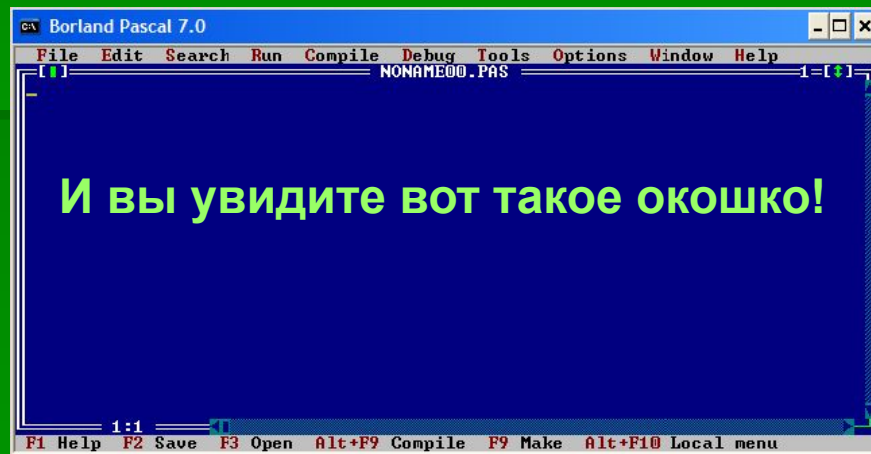 Borland Pascal 7.0
File Edit Search Run Compile Debug Tools Options Window Help
[■] NONAME00.PAS 1=[↕]
И вы увидите вот такое окошко!
1:1
F1 Help F2 Save F3 Open Alt+F9 Compile F9 Make Alt+F10 Local menu